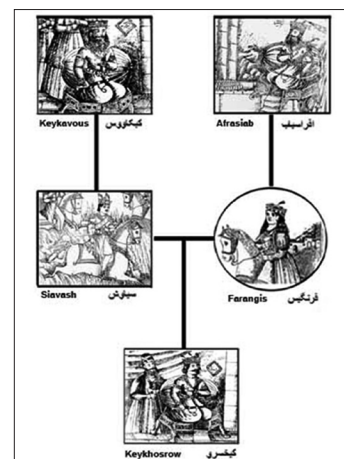 Keykavous کیکاووس
Afrasiab افراسیاب
Siavash سیاوش
Farangis فرنگیس
Keykhosrow کیخسرو